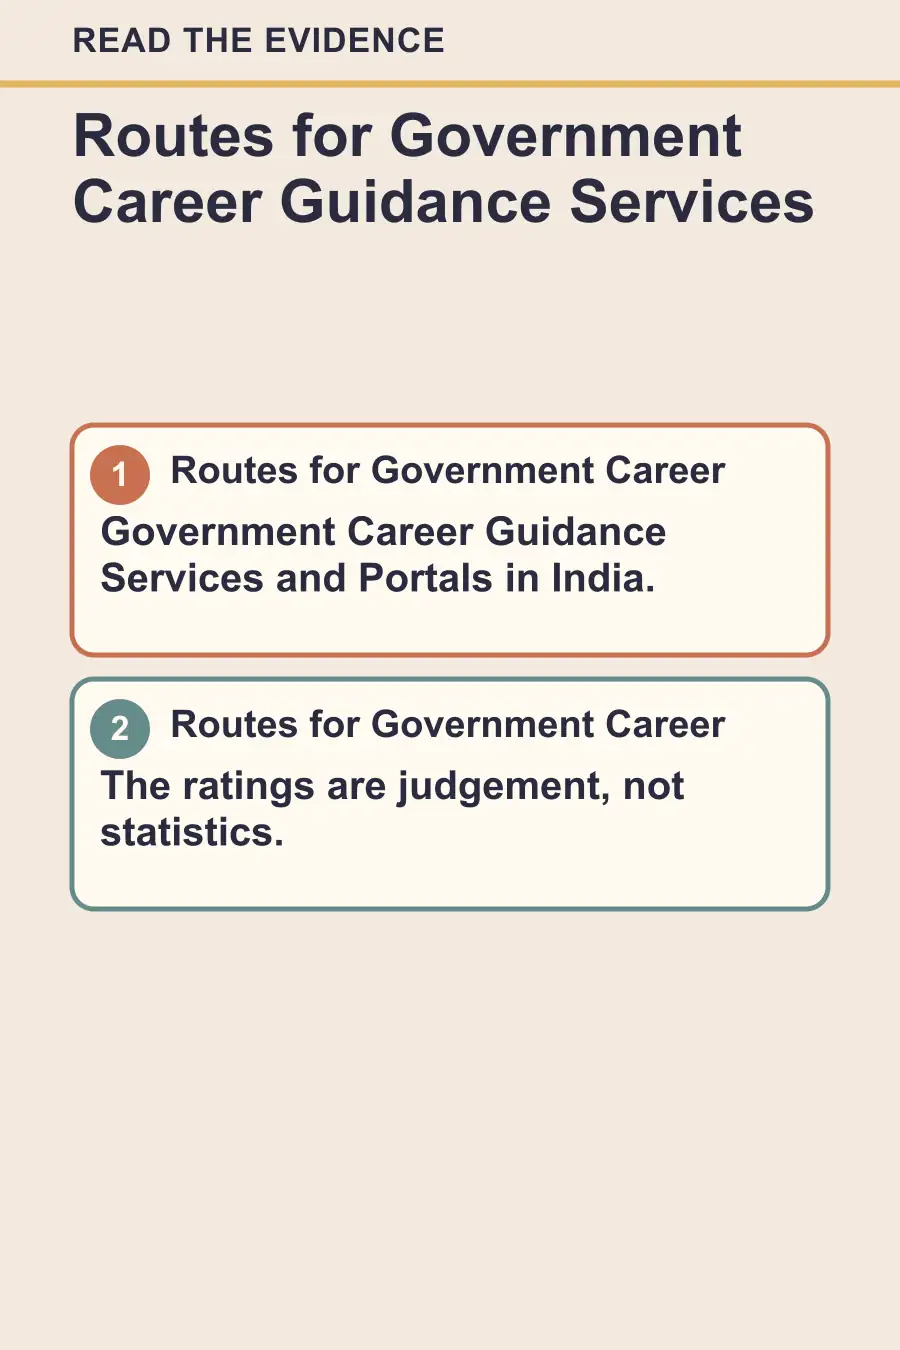 READ THE EVIDENCE
Routes for Government
Career Guidance Services
1 Routes for Government Career
Government Career Guidance
Services and Portals in India.
2 Routes for Government Career
The ratings are judgement, not
statistics.